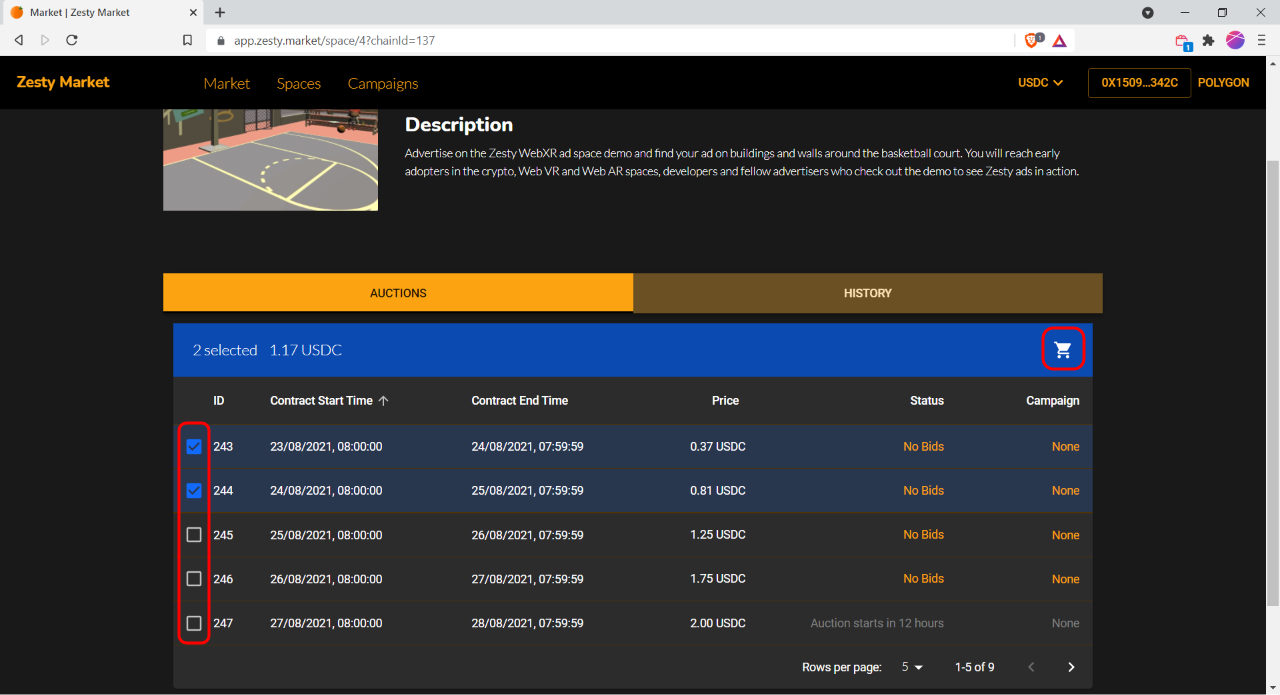 Market | Zesty Market
app.zesty.market/space/4?chainId=137
1
1
Zesty Market
Market
Spaces
Campaigns
USDC
0X1509...342C
POLYGON
Description
Advertise on the Zesty WebXR ad space demo and find your ad on buildings and walls around the basketball court. You will reach early
adopters in the crypto, Web VR and Web AR spaces, developers and fellow advertisers who check out the demo to see Zesty ads in action.
AUCTIONS
HISTORY
2 selected 1.17 USDC
ID Contract Start Time Contract End Time Price Status Campaign
243 23/08/2021, 08:00:00 24/08/2021, 07:59:59 0.37 USDC No Bids None
244 24/08/2021, 08:00:00 25/08/2021, 07:59:59 0.81 USDC No Bids None
245 25/08/2021, 08:00:00 26/08/2021, 07:59:59 1.25 USDC No Bids None
246 26/08/2021, 08:00:00 27/08/2021, 07:59:59 1.75 USDC No Bids None
247 27/08/2021, 08:00:00 28/08/2021, 07:59:59 2.00 USDC Auction starts in 12 hours None
Rows per page: 5 1-5 of 9